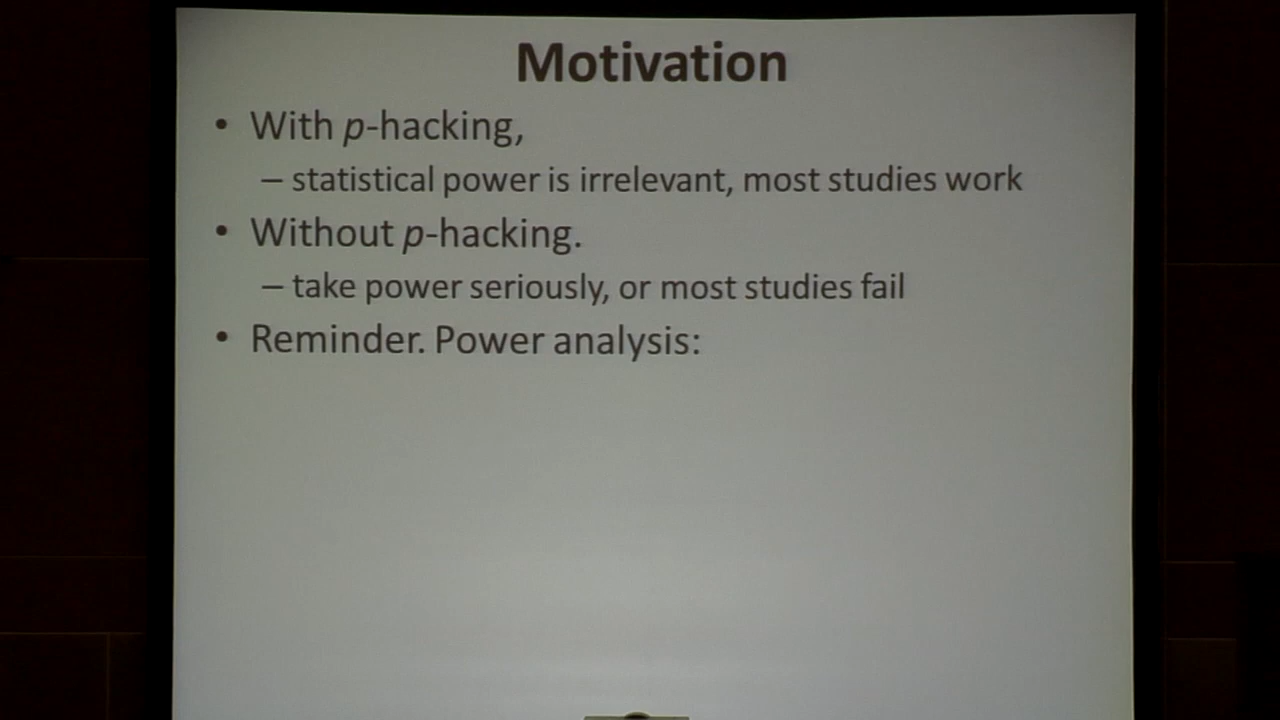 Motivation
• With p-hacking,
– statistical power is irrelevant, most studies work
• Without p-hacking.
– take power seriously, or most studies fail
• Reminder. Power analysis: